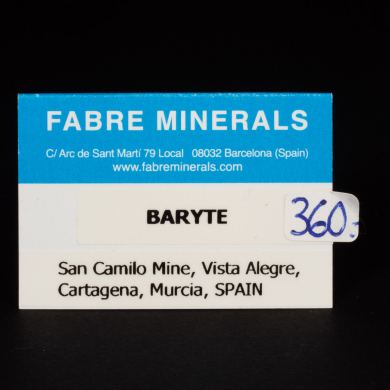 FABRE MINERALS
C/ Arc de Sant Martí 79 Local 08032 Barcelona (Spain)
www.fabreminerals.com
BARYTE
360.-
San Camilo Mine, Vista Alegre,
Cartagena, Murcia, SPAIN